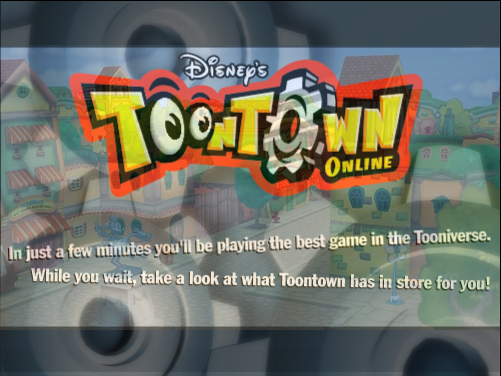 Disney's
TOONTOWN
ONLINE
In just a few minutes you'll be playing the best game in the Tooniverse.
While you wait, take a look at what Toontown has in store for you!